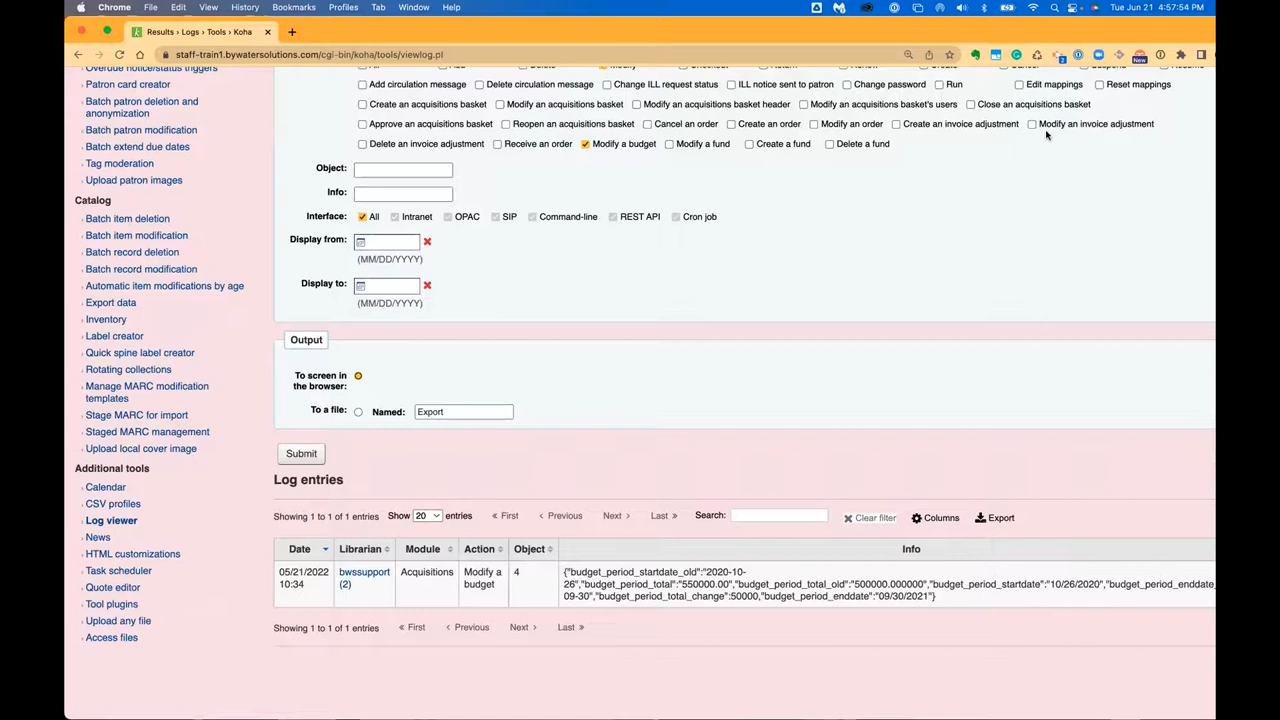 Chrome File Edit View History Bookmarks Profiles Tab Window Help Tue Jun 21 4:57:54 PM
Results › Logs › Tools › Koha
staff-train1.bywatersolutions.com/cgi-bin/koha/tools/viewlog.pl
New
Overdue notice/status triggers
Patron card creator
Batch patron deletion and
anonymization
Batch patron modification
Batch extend due dates
Tag moderation
Upload patron images
Catalog
Batch item deletion
Batch item modification
Batch record deletion
Batch record modification
Automatic item modifications by age
Export data
Inventory
Label creator
Quick spine label creator
Rotating collections
Manage MARC modification
templates
Stage MARC for import
Staged MARC management
Upload local cover image
Additional tools
Calendar
CSV profiles
Log viewer
News
HTML customizations
Task scheduler
Quote editor
Tool plugins
Upload any file
Access files
Add circulation message Delete circulation message Change ILL request status ILL notice sent to patron Change password Run Edit mappings Reset mappings
Create an acquisitions basket Modify an acquisitions basket Modify an acquisitions basket header Modify an acquisitions basket's users Close an acquisitions basket
Approve an acquisitions basket Reopen an acquisitions basket Cancel an order Create an order Modify an order Create an invoice adjustment Modify an invoice adjustment
Delete an invoice adjustment Receive an order Modify a budget Modify a fund Create a fund Delete a fund
Object:
Info:
Interface: All Intranet OPAC SIP Command-line REST API Cron job
Display from:
(MM/DD/YYYY)
Display to:
(MM/DD/YYYY)
Output
To screen in
the browser:
To a file: Named: Export
Submit
Log entries
Showing 1 to 1 of 1 entries Show 20 entries « First ‹ Previous Next › Last » Search: Clear filter Columns Export
Date Librarian Module Action Object Info
05/21/2022
10:34
bwssupport
(2)
Acquisitions
Modify a
budget
4
{"budget_period_startdate_old":"2020-10-
26","budget_period_total":"550000.00","budget_period_total_old":"500000.000000","budget_period_startdate":"10/26/2020","budget_period_enddate_
09-30","budget_period_total_change":50000,"budget_period_enddate":"09/30/2021"}
Showing 1 to 1 of 1 entries « First ‹ Previous Next › Last »